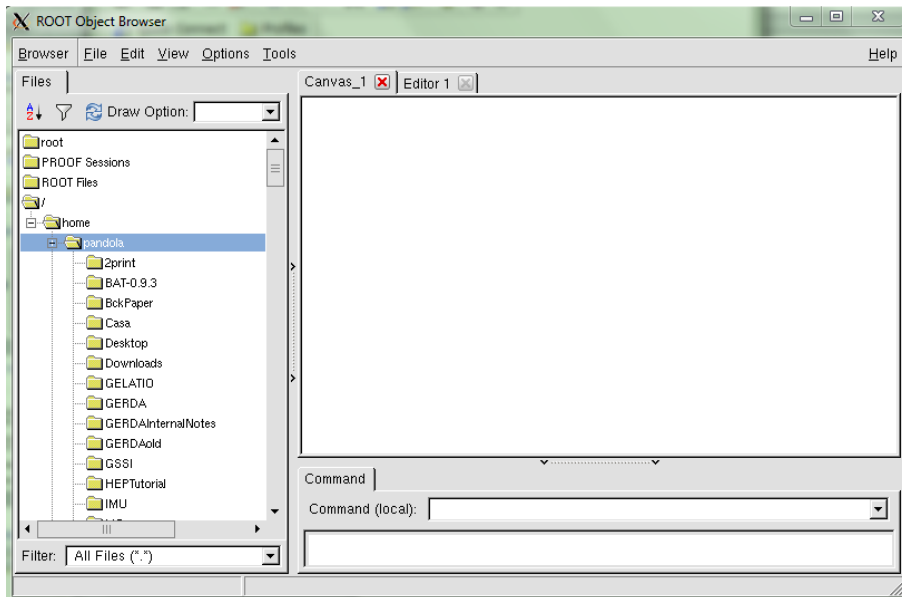 ROOT Object Browser
Browser File Edit View Options Tools Help
Files
Draw Option:
root
PROOF Sessions
ROOT Files
/
home
pandola
2print
BAT-0.9.3
BckPaper
Casa
Desktop
Downloads
GELATIO
GERDA
GERDAInternalNotes
GERDAold
GSSI
HEPTutorial
IMU
Filter: All Files (*.*)
Canvas_1 Editor 1
Command
Command (local):